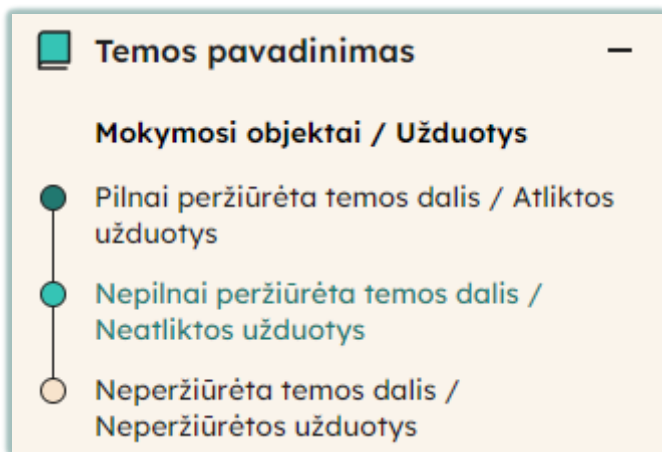 Temos pavadinimas
Mokymosi objektai / Užduotys
Pilnai peržiūrėta temos dalis / Atliktos
užduotys
Nepilnai peržiūrėta temos dalis /
Neatliktos užduotys
Neperžiūrėta temos dalis /
Neperžiūrėtos užduotys